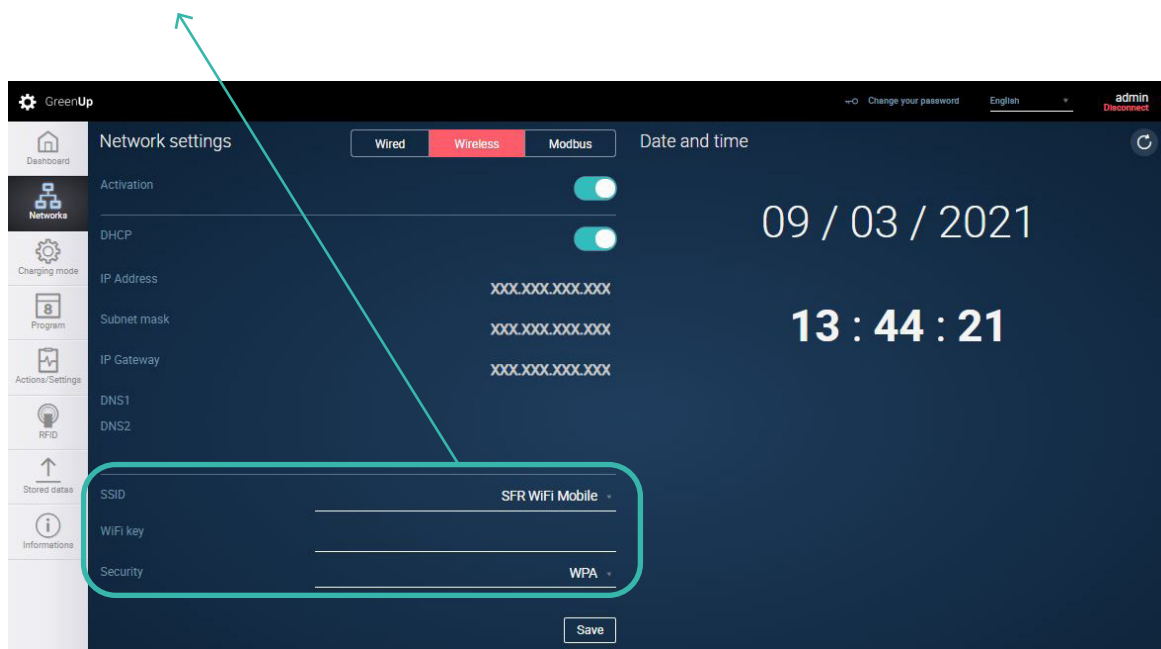 GreenUp
Change your password
English
admin
Disconnect
Dashboard
Networks
Charging mode
8
Program
Actions/Settings
RFID
Stored datas
Informations
Network settings
Wired
Wireless
Modbus
Activation
DHCP
IP Address
XXX.XXX.XXX.XXX
Subnet mask
XXX.XXX.XXX.XXX
IP Gateway
XXX.XXX.XXX.XXX
DNS1
DNS2
SSID
SFR WiFi Mobile
WiFi key
Security
WPA
Save
Date and time
09 / 03 / 2021
13 : 44 : 21